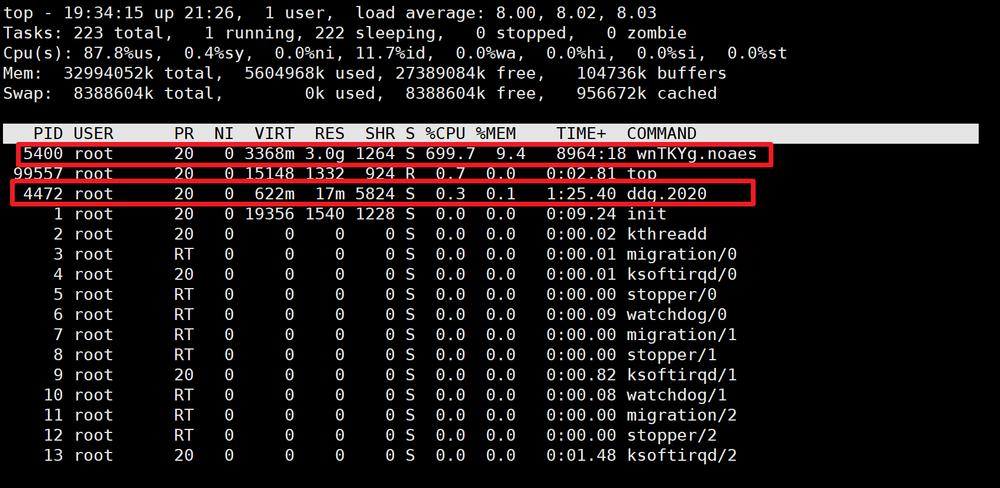 top - 19:34:15 up 21:26,  1 user,  load average: 8.00, 8.02, 8.03
Tasks: 223 total,   1 running, 222 sleeping,   0 stopped,   0 zombie
Cpu(s): 87.8%us,  0.4%sy,  0.0%ni, 11.7%id,  0.0%wa,  0.0%hi,  0.0%si,  0.0%st
Mem:  32994052k total,  5604968k used, 27389084k free,   104736k buffers
Swap:  8388604k total,        0k used,  8388604k free,   956672k cached
   PID USER      PR  NI  VIRT  RES  SHR S %CPU %MEM    TIME+  COMMAND
  5400 root      20   0 3368m 3.0g 1264 S 699.7  9.4   8964:18 wnTKYg.noaes
 99557 root      20   0 15148 1332  924 R  0.7  0.0   0:02.81 top
  4472 root      20   0  622m  17m 5824 S  0.3  0.1   1:25.40 ddg.2020
     1 root      20   0 19356 1540 1228 S  0.0  0.0   0:09.24 init
     2 root      20   0     0    0    0 S  0.0  0.0   0:00.02 kthreadd
     3 root      RT   0     0    0    0 S  0.0  0.0   0:00.01 migration/0
     4 root      20   0     0    0    0 S  0.0  0.0   0:00.01 ksoftirqd/0
     5 root      RT   0     0    0    0 S  0.0  0.0   0:00.00 stopper/0
     6 root      RT   0     0    0    0 S  0.0  0.0   0:00.09 watchdog/0
     7 root      RT   0     0    0    0 S  0.0  0.0   0:00.00 migration/1
     8 root      RT   0     0    0    0 S  0.0  0.0   0:00.00 stopper/1
     9 root      20   0     0    0    0 S  0.0  0.0   0:00.82 ksoftirqd/1
    10 root      RT   0     0    0    0 S  0.0  0.0   0:00.08 watchdog/1
    11 root      RT   0     0    0    0 S  0.0  0.0   0:00.00 migration/2
    12 root      RT   0     0    0    0 S  0.0  0.0   0:00.00 stopper/2
    13 root      20   0     0    0    0 S  0.0  0.0   0:01.48 ksoftirqd/2